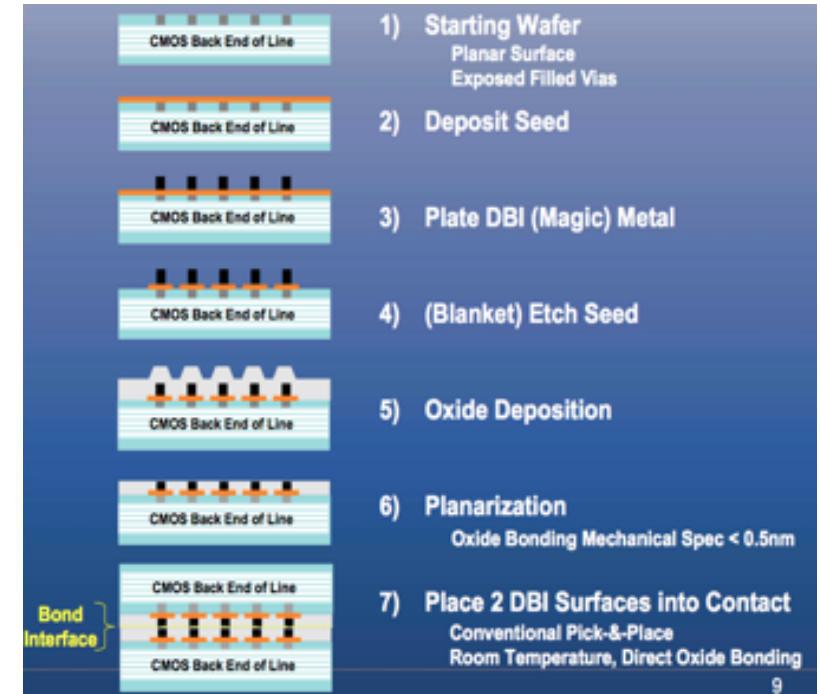 CMOS Back End of Line
1) Starting Wafer
Planar Surface
Exposed Filled Vias
CMOS Back End of Line
2) Deposit Seed
CMOS Back End of Line
3) Plate DBI (Magic) Metal
CMOS Back End of Line
4) (Blanket) Etch Seed
CMOS Back End of Line
5) Oxide Deposition
CMOS Back End of Line
6) Planarization
Oxide Bonding Mechanical Spec < 0.5nm
CMOS Back End of Line
Bond
Interface
CMOS Back End of Line
7) Place 2 DBI Surfaces into Contact
Conventional Pick-&-Place
Room Temperature, Direct Oxide Bonding
9